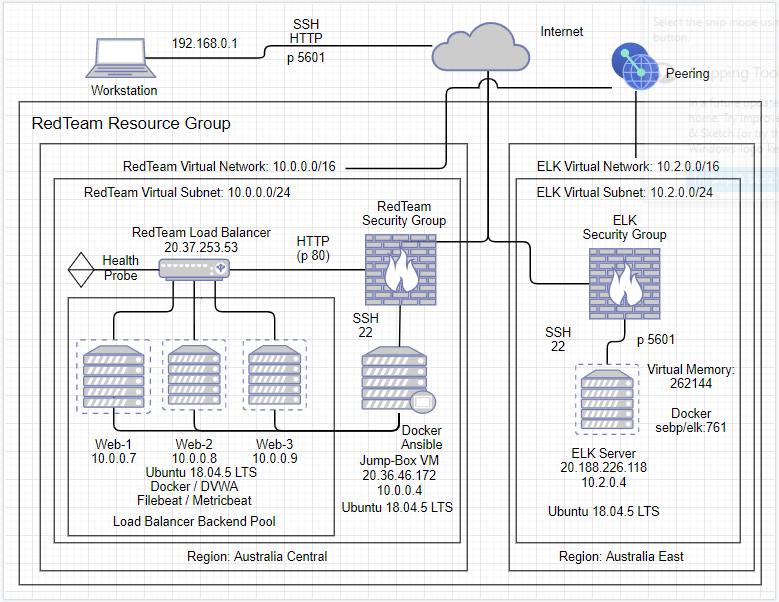 SSH
HTTP
192.168.0.1
p 5601
Workstation
Internet
Peering
Select the snip mode usin
button.
pping Too
in a future update
home. Try improv
& Sketch (or try th
Windows logo ke
RedTeam Resource Group
RedTeam Virtual Network: 10.0.0.0/16
RedTeam Virtual Subnet: 10.0.0.0/24
RedTeam
Security Group
RedTeam Load Balancer
20.37.253.53
HTTP
(p 80)
Health
Probe
SSH
22
Web-1
10.0.0.7
Web-2
10.0.0.8
Web-3
10.0.0.9
Ubuntu 18.04.5 LTS
Docker / DVWA
Filebeat / Metricbeat
Load Balancer Backend Pool
Docker
Ansible
Jump-Box VM
20.36.46.172
10.0.0.4
Ubuntu 18.04.5 LTS
Region: Australia Central
ELK Virtual Network: 10.2.0.0/16
ELK Virtual Subnet: 10.2.0.0/24
ELK
Security Group
SSH
22
p 5601
Virtual Memory:
262144
Docker
sebp/elk:761
ELK Server
20.188.226.118
10.2.0.4
Ubuntu 18.04.5 LTS
Region: Australia East